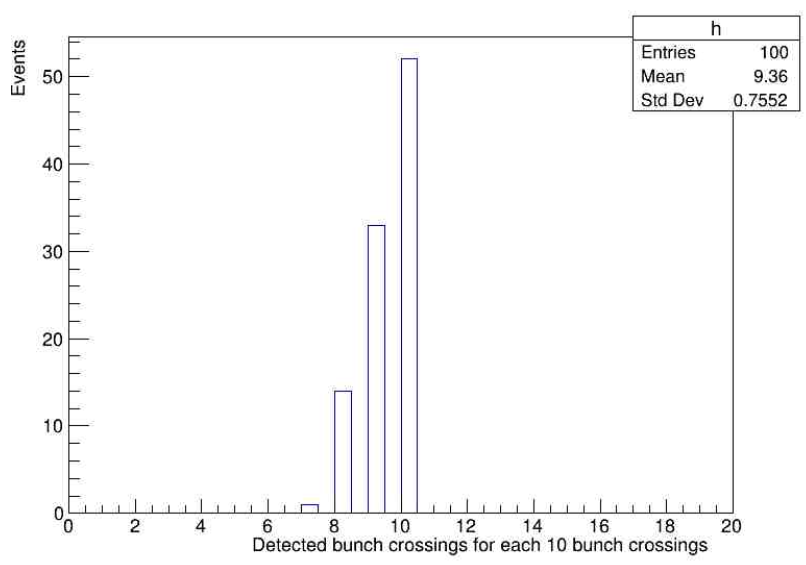 h
Entries 100
Mean 9.36
Std Dev 0.7552
Events
50
40
30
20
10
0
0 2 4 6 8 10 12 14 16 18 20
Detected bunch crossings for each 10 bunch crossings